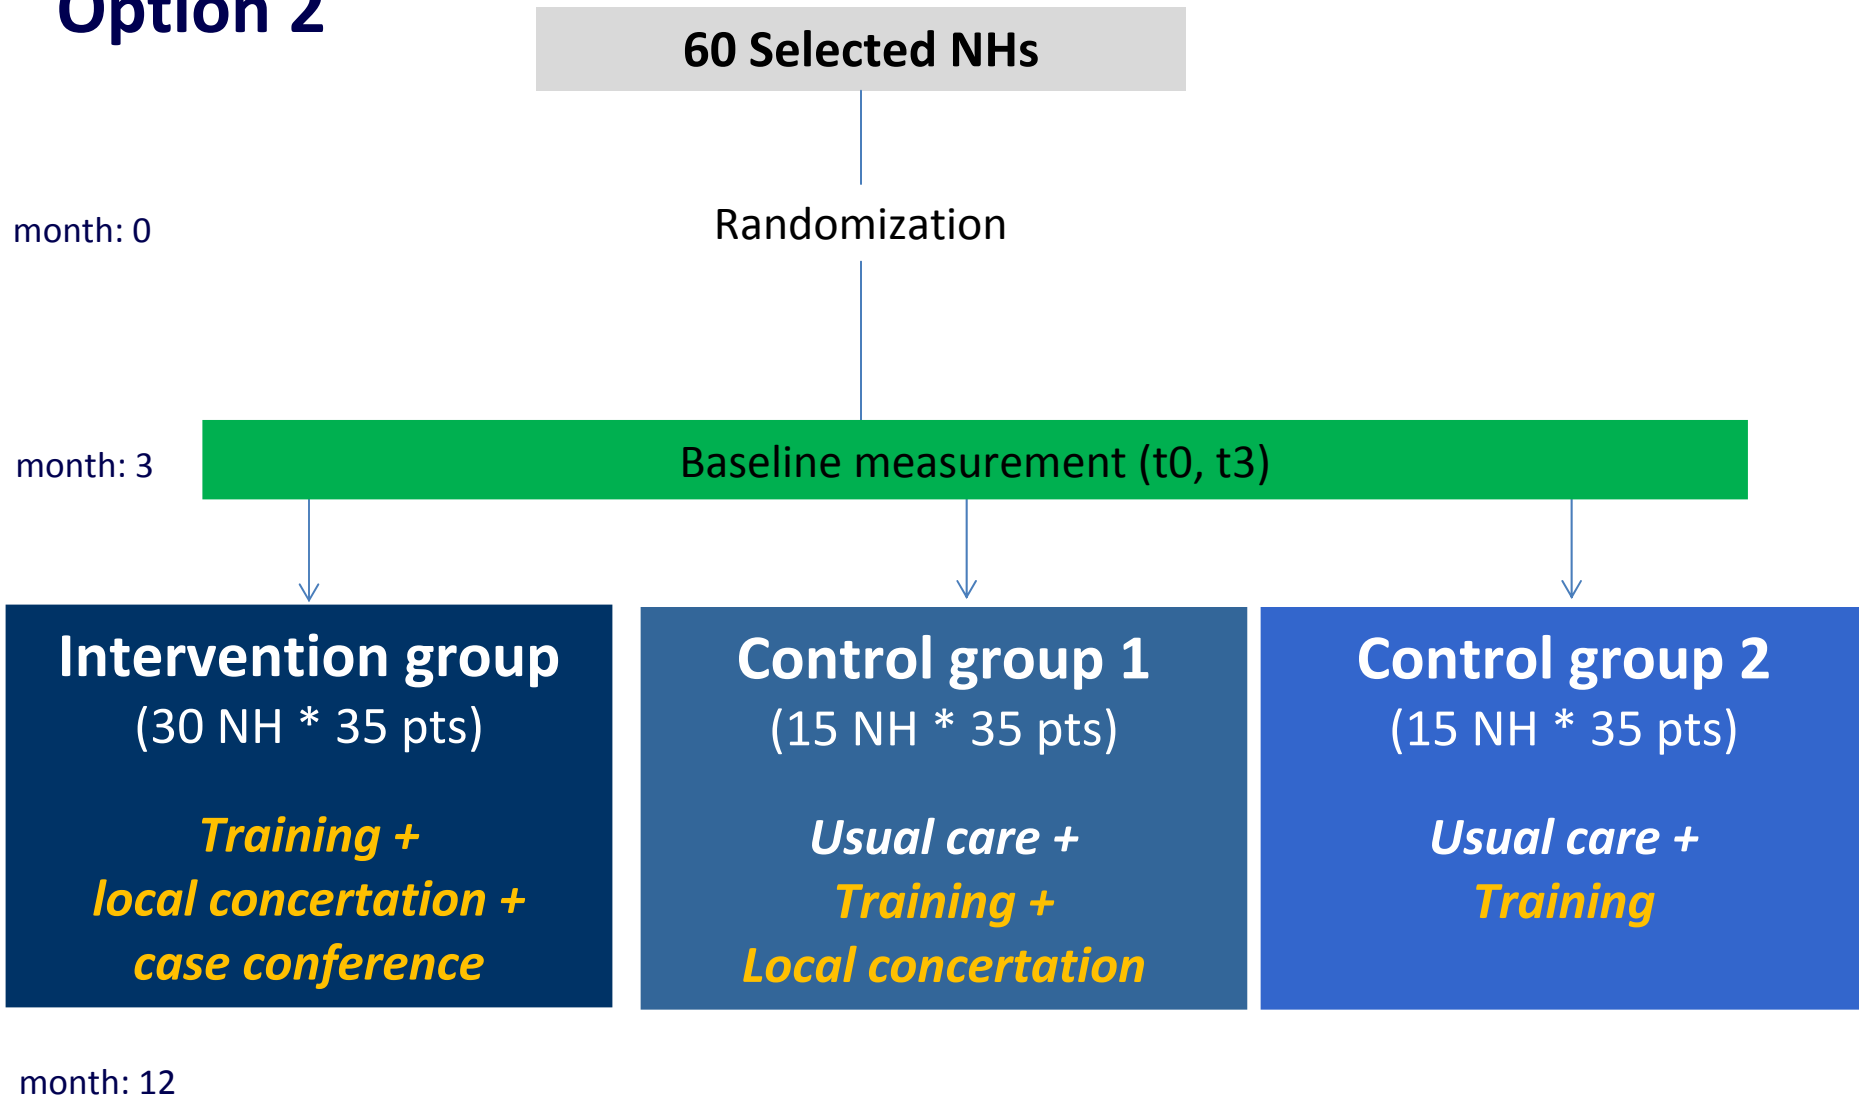 Option 2
60 Selected NHs
month: 0
Randomization
month: 3
Baseline measurement (t0, t3)
Intervention group
(30 NH * 35 pts)
Training +
local concertation +
case conference
Control group 1
(15 NH * 35 pts)
Usual care +
Training +
Local concertation
Control group 2
(15 NH * 35 pts)
Usual care +
Training
month: 12